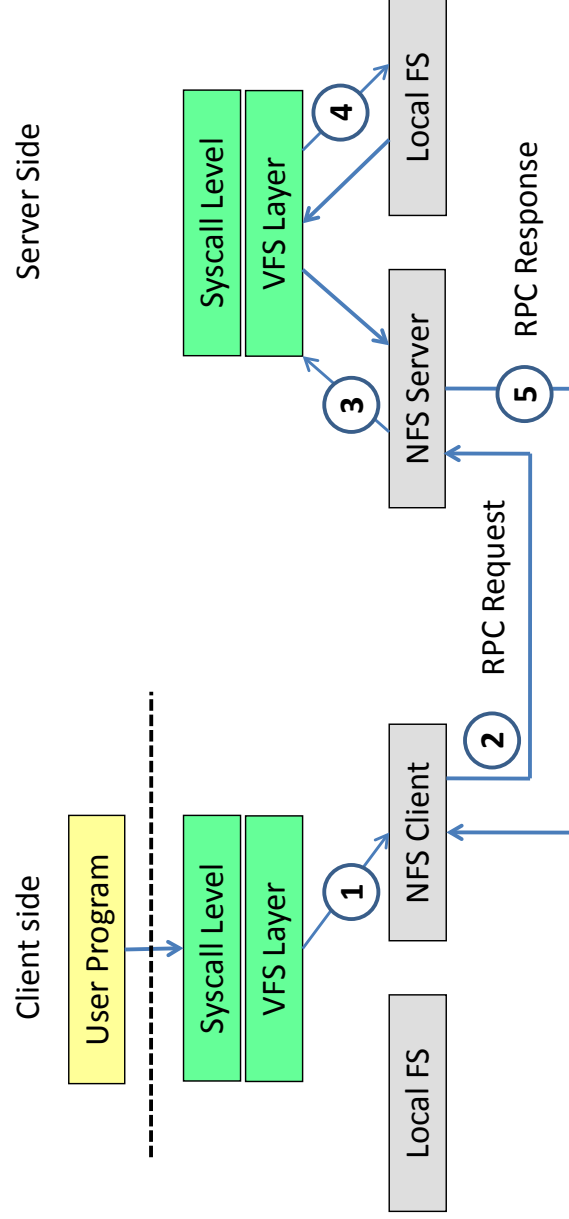 Client side
Server Side
User Program
Syscall Level
VFS Layer
Syscall Level
VFS Layer
1
3
4
Local FS
NFS Client
NFS Server
Local FS
2
RPC Request
5
RPC Response